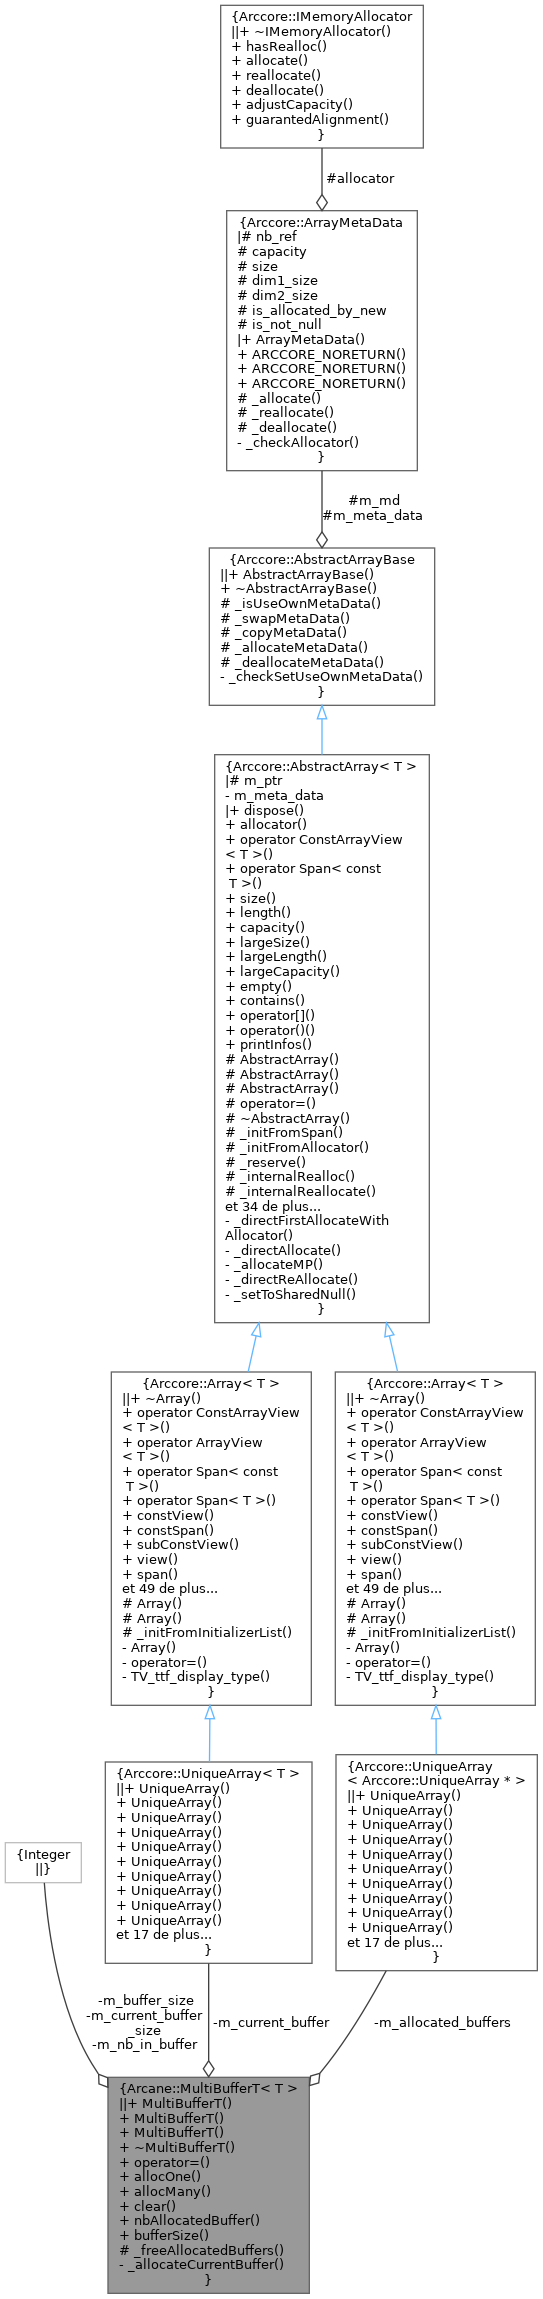 {Arccore::IMemoryAllocator
||+ ~IMemoryAllocator()
+ hasRealloc()
+ allocate()
+ reallocate()
+ deallocate()
+ adjustCapacity()
+ guarantedAlignment()
}
#allocator
{Arccore::ArrayMetaData
|# nb_ref
# capacity
# size
# dim1_size
# dim2_size
# is_allocated_by_new
# is_not_null
|+ ArrayMetaData()
+ ARCCORE_NORETURN()
+ ARCCORE_NORETURN()
+ ARCCORE_NORETURN()
# _allocate()
# _reallocate()
# _deallocate()
- _checkAllocator()
}
#m_md
#m_meta_data
{Arccore::AbstractArrayBase
||+ AbstractArrayBase()
+ ~AbstractArrayBase()
# _isUseOwnMetaData()
# _swapMetaData()
# _copyMetaData()
# _allocateMetaData()
# _deallocateMetaData()
- _checkSetUseOwnMetaData()
}
{Arccore::AbstractArray< T >
|# m_ptr
- m_meta_data
|+ dispose()
+ allocator()
+ operator ConstArrayView
< T >()
+ operator Span< const
T >()
+ size()
+ length()
+ capacity()
+ largeSize()
+ largeLength()
+ largeCapacity()
+ empty()
+ contains()
+ operator[]()
+ operator()()
+ printInfos()
# AbstractArray()
# AbstractArray()
# AbstractArray()
# operator=()
# ~AbstractArray()
# _initFromSpan()
# _initFromAllocator()
# _reserve()
# _internalRealloc()
# _internalReallocate()
et 34 de plus...
- _directFirstAllocateWith
Allocator()
- _directAllocate()
- _allocateMP()
- _directReAllocate()
- _setToSharedNull()
}
{Arccore::Array< T >
||+ ~Array()
+ operator ConstArrayView
< T >()
+ operator ArrayView
< T >()
+ operator Span< const
T >()
+ operator Span< T >()
+ constView()
+ constSpan()
+ subConstView()
+ view()
+ span()
et 49 de plus...
# Array()
# Array()
# _initFromInitializerList()
- Array()
- operator=()
- TV_ttf_display_type()
}
{Arccore::Array< T >
||+ ~Array()
+ operator ConstArrayView
< T >()
+ operator ArrayView
< T >()
+ operator Span< const
T >()
+ operator Span< T >()
+ constView()
+ constSpan()
+ subConstView()
+ view()
+ span()
et 49 de plus...
# Array()
# Array()
# _initFromInitializerList()
- Array()
- operator=()
- TV_ttf_display_type()
}
{Integer
||}
{Arccore::UniqueArray< T >
||+ UniqueArray()
+ UniqueArray()
+ UniqueArray()
+ UniqueArray()
+ UniqueArray()
+ UniqueArray()
+ UniqueArray()
+ UniqueArray()
+ UniqueArray()
+ UniqueArray()
et 17 de plus...
}
{Arccore::UniqueArray
< Arccore::UniqueArray * >
||+ UniqueArray()
+ UniqueArray()
+ UniqueArray()
+ UniqueArray()
+ UniqueArray()
+ UniqueArray()
+ UniqueArray()
+ UniqueArray()
+ UniqueArray()
+ UniqueArray()
et 17 de plus...
}
-m_buffer_size
-m_current_buffer
_size
-m_nb_in_buffer
-m_current_buffer
-m_allocated_buffers
{Arcane::MultiBufferT< T >
||+ MultiBufferT()
+ MultiBufferT()
+ MultiBufferT()
+ ~MultiBufferT()
+ operator=()
+ allocOne()
+ allocMany()
+ clear()
+ nbAllocatedBuffer()
+ bufferSize()
# _freeAllocatedBuffers()
- _allocateCurrentBuffer()
}